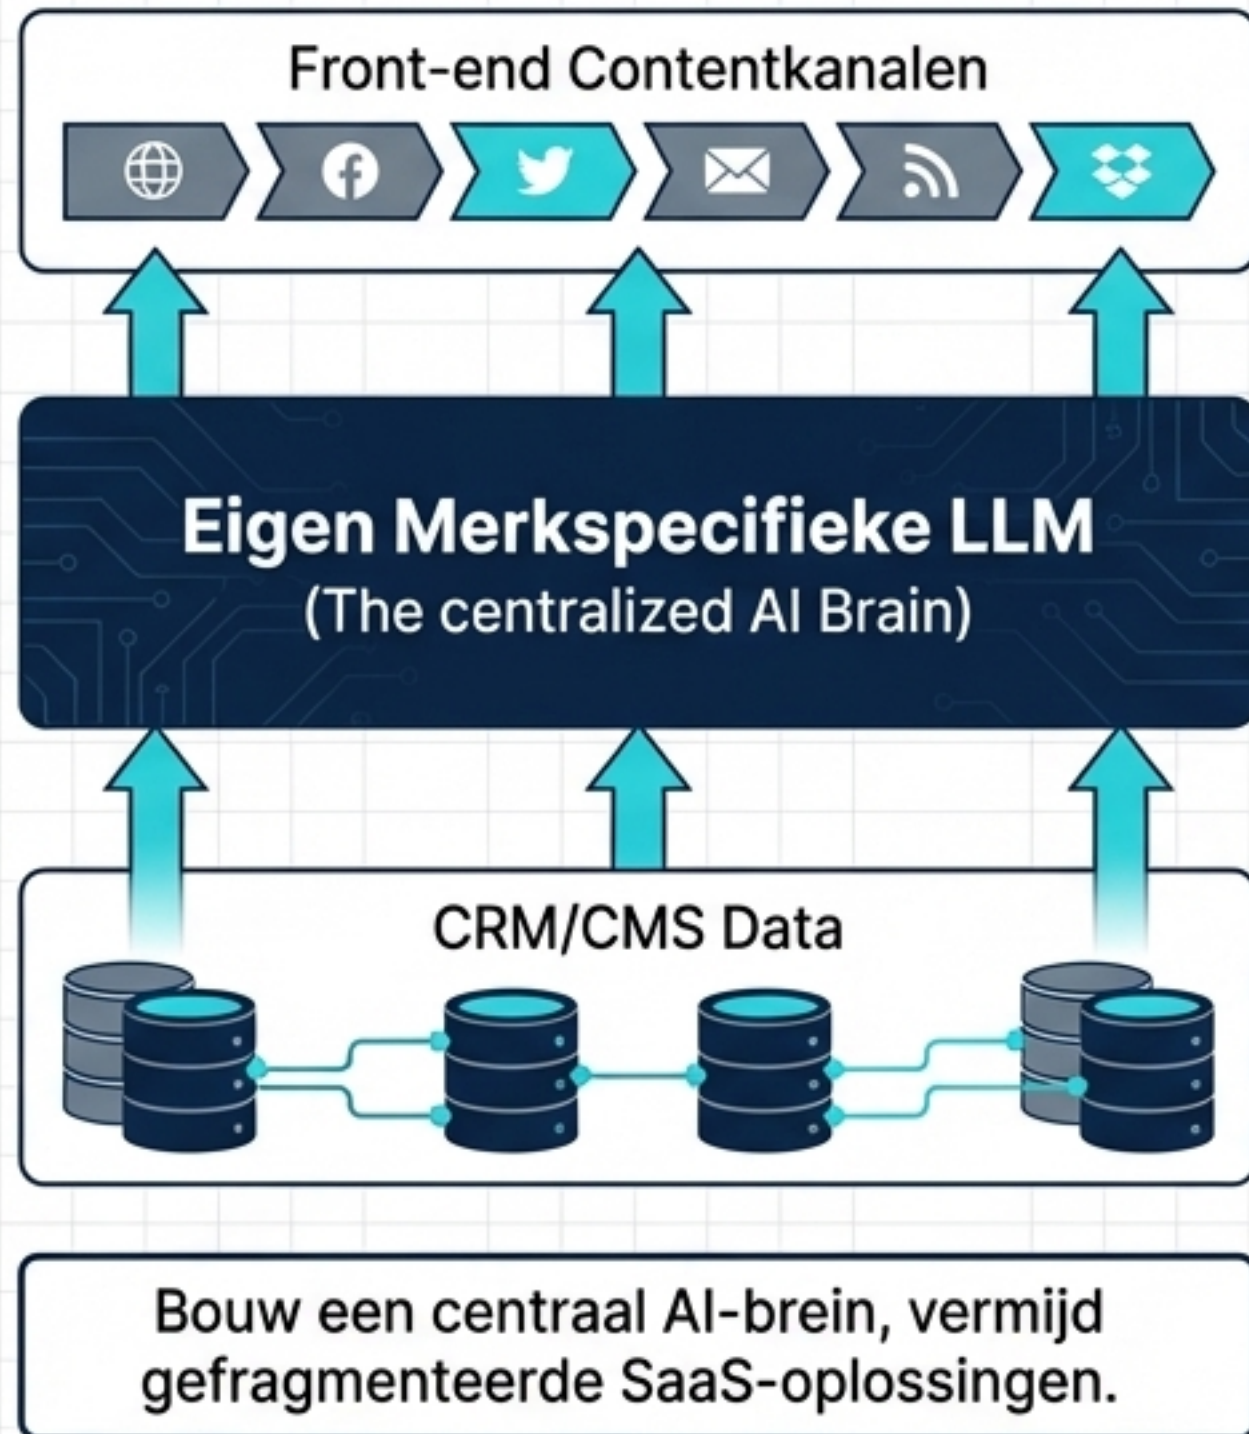 Front-end Contentkanalen
Eigen Merkspecifieke LLM
(The centralized AI Brain)
CRM/CMS Data
Bouw een centraal AI-brein, vermijd
gefragmenteerde SaaS-oplossingen.